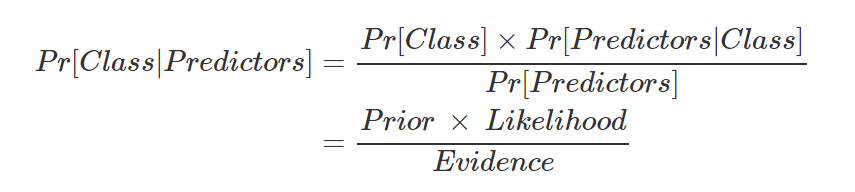 Pr[Class|Predictors] = Pr[Class] × Pr[Predictors|Class]
Pr[Predictors]
= Prior × Likelihood
Evidence